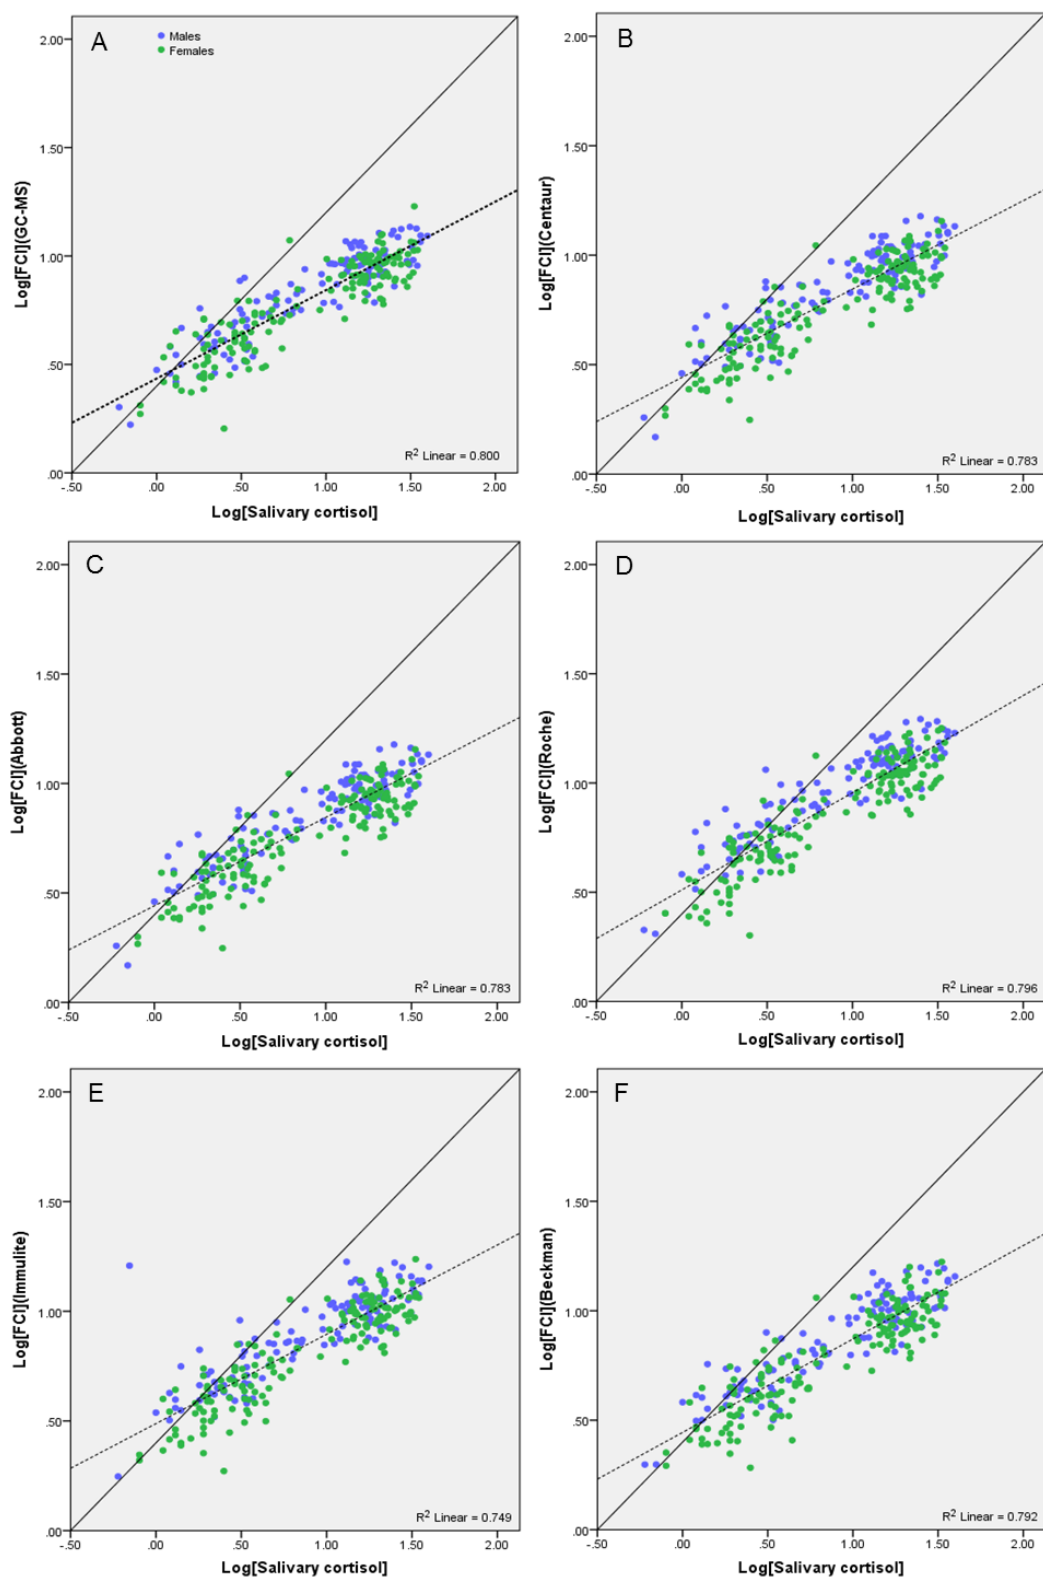 A
Males
Females
2.00
1.50
1.00
.50
.00
Log[FCI](GC-MS)
R² Linear = 0.800
-.50 .00 .50 1.00 1.50 2.00
Log[Salivary cortisol]
B
2.00
1.50
1.00
.50
.00
Log[FCI](Centaur)
R² Linear = 0.783
-.50 .00 .50 1.00 1.50 2.00
Log[Salivary cortisol]
C
2.00
1.50
1.00
.50
.00
Log[FCI](Abbott)
R² Linear = 0.783
-.50 .00 .50 1.00 1.50 2.00
Log[Salivary cortisol]
D
2.00
1.50
1.00
.50
.00
Log[FCI](Roche)
R² Linear = 0.796
-.50 .00 .50 1.00 1.50 2.00
Log[Salivary cortisol]
E
2.00
1.50
1.00
.50
.00
Log[FCI](Immulite)
R² Linear = 0.749
-.50 .00 .50 1.00 1.50 2.00
Log[Salivary cortisol]
F
2.00
1.50
1.00
.50
.00
Log[FCI](Beckman)
R² Linear = 0.792
-.50 .00 .50 1.00 1.50 2.00
Log[Salivary cortisol]